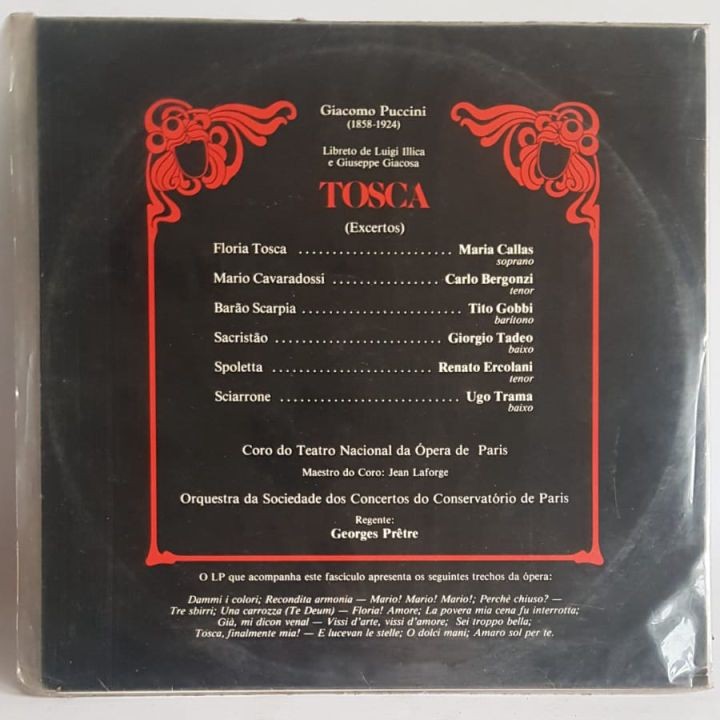 Giacomo Puccini
(1858-1924)
Libreto de Luigi Illica
e Giuseppe Giacosa
TOSCA
(Excertos)
Floria Tosca ....................... Maria Callas
soprano
Mario Cavaradossi ................ Carlo Bergonzi
tenor
Barão Scarpia ........................ Tito Gobbi
barítono
Sacristão ......................... Giorgio Tadeo
baixo
Spoletta ........................ Renato Ercolani
tenor
Sciarrone ........................... Ugo Trama
baixo
Coro do Teatro Nacional da Ópera de Paris
Maestro do Coro: Jean Laforge
Orquestra da Sociedade dos Concertos do Conservatório de Paris
Regente:
Georges Prêtre
O LP que acompanha este fascículo apresenta os seguintes trechos da ópera:
Dammi i colori; Recondita armonia — Mario! Mario! Mario!; Perchè chiuso? —
Tre sbirri; Una carrozza (Te Deum) — Floria! Amore; La povera mia cena fu interrotta;
Già, mi dicon venal — Vissi d'arte, vissi d'amore; Sei troppo bella;
Tosca, finalmente mia! — E lucevan le stelle; O dolci mani; Amaro sol per te.